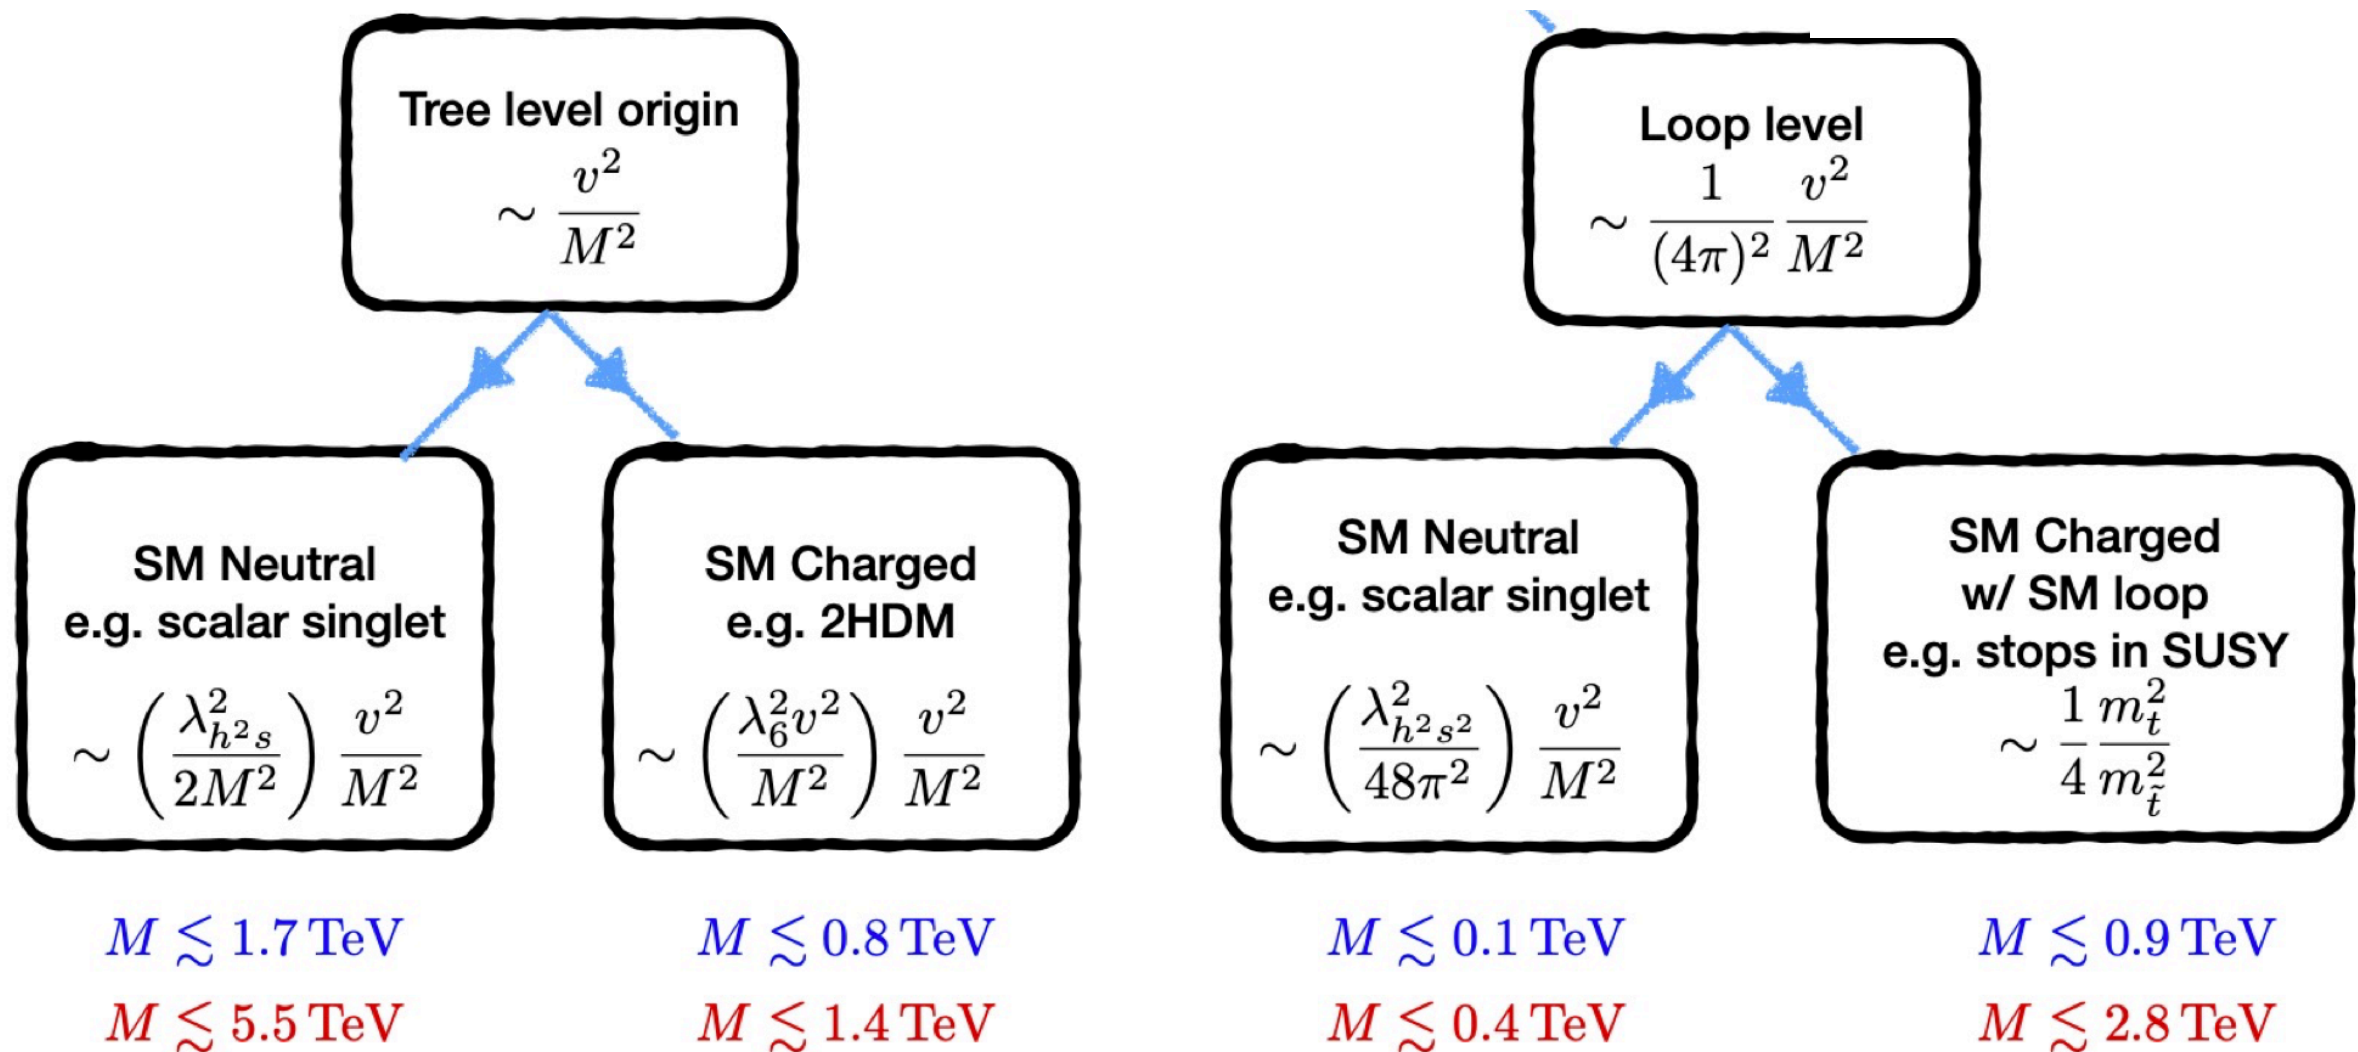 Tree level origin
∼ v²/M²
Loop level
∼ 1/(4π)² v²/M²
SM Neutral
e.g. scalar singlet
∼ (λ²_{h²s}/2M²) v²/M²
SM Charged
e.g. 2HDM
∼ (λ₆²v²/M²) v²/M²
SM Neutral
e.g. scalar singlet
∼ (λ²_{h²s²}/48π²) v²/M²
SM Charged
w/ SM loop
e.g. stops in SUSY
∼ 1/4 m_t²/m_{t̃}²
M ≲ 1.7 TeV
M ≲ 0.8 TeV
M ≲ 0.1 TeV
M ≲ 0.9 TeV
M ≲ 5.5 TeV
M ≲ 1.4 TeV
M ≲ 0.4 TeV
M ≲ 2.8 TeV